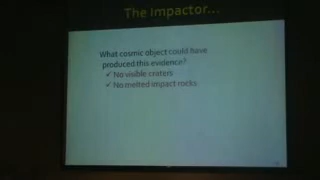 The Impactor...
What cosmic object could have
produced this evidence?
✓ No visible craters
✓ No melted impact rocks